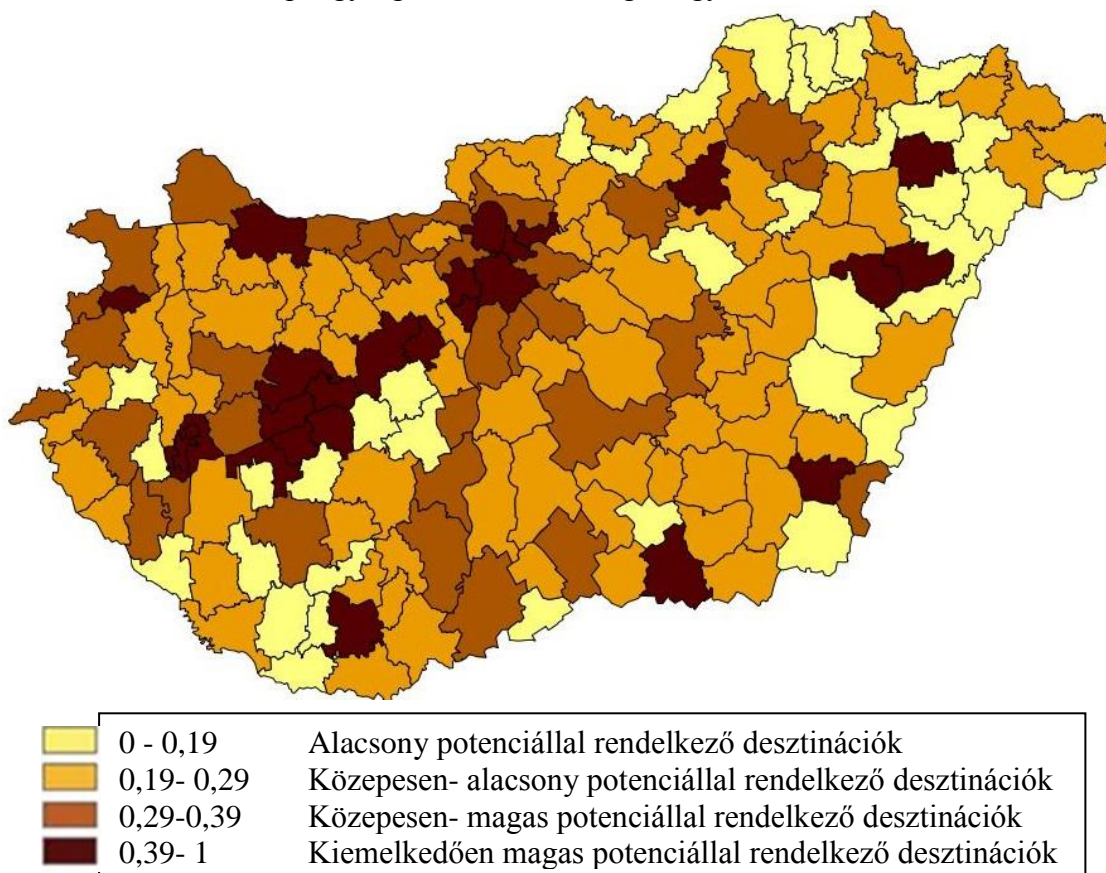 0 - 0,19 Alacsony potenciállal rendelkező desztinációk
0,19- 0,29 Közepesen- alacsony potenciállal rendelkező desztinációk
0,29-0,39 Közepesen- magas potenciállal rendelkező desztinációk
0,39- 1 Kiemelkedően magas potenciállal rendelkező desztinációk